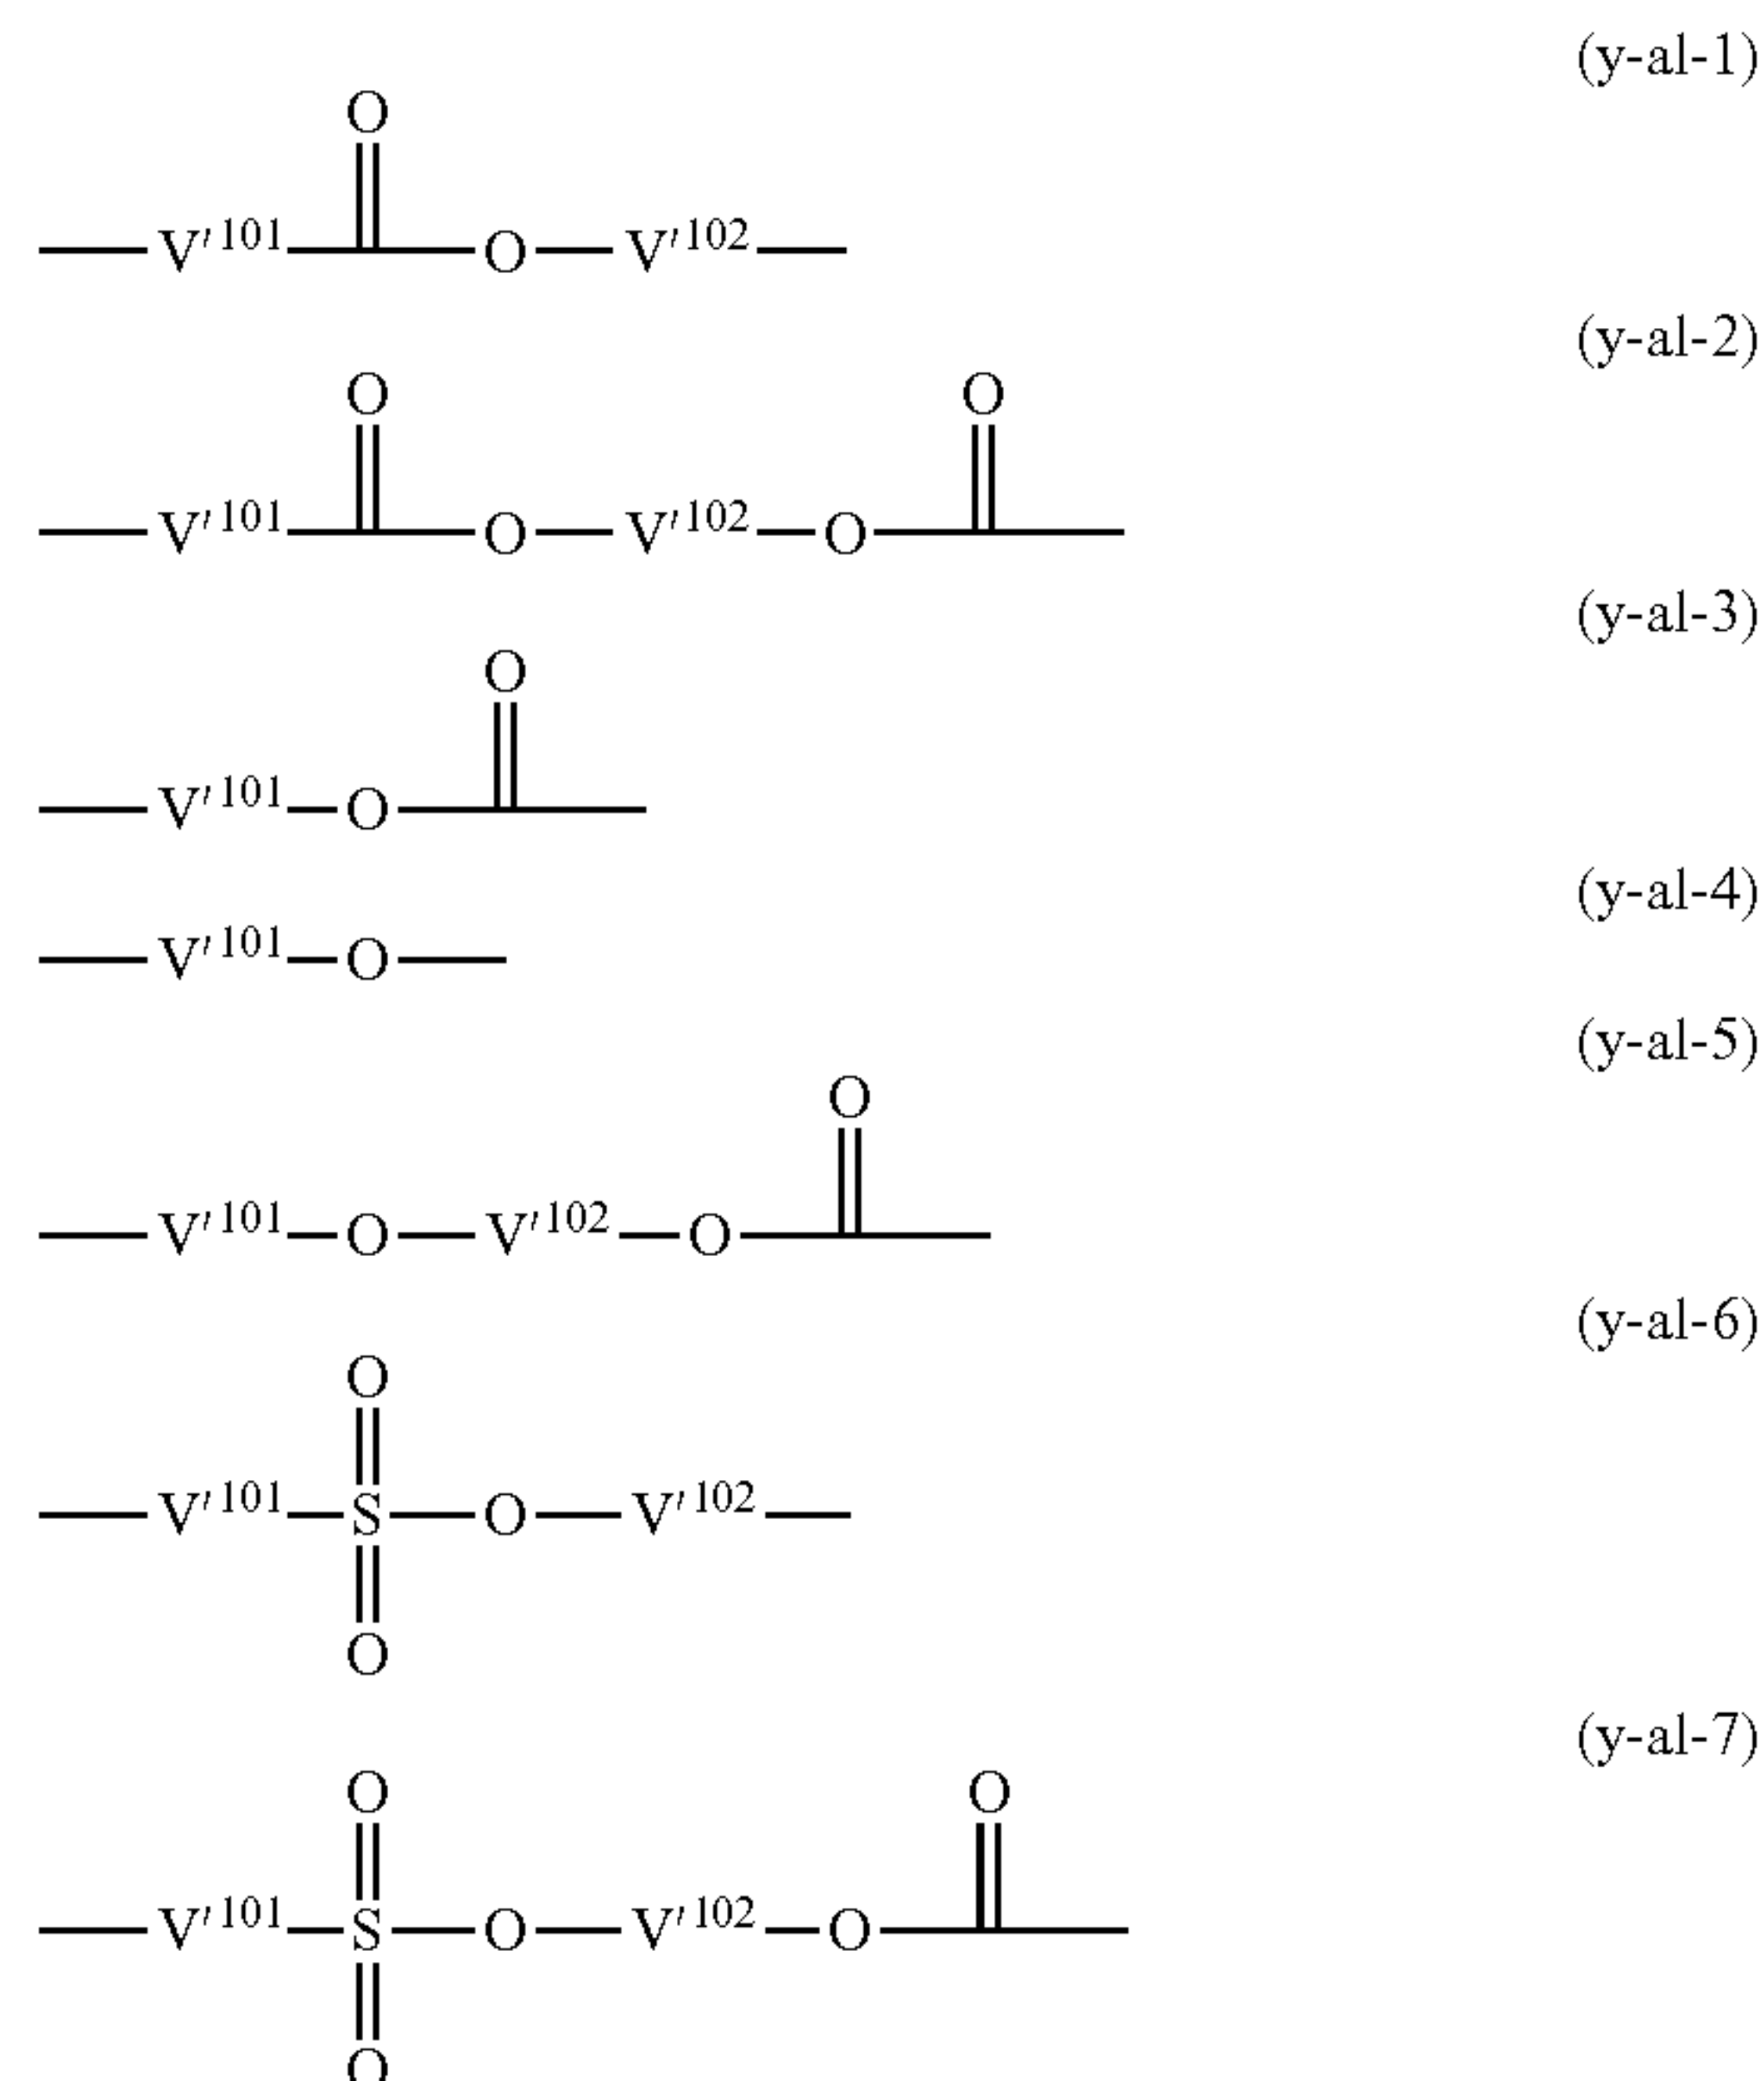 (y-al-1)
O
V'101 O V'102
(y-al-2)
O O
V'101 O V'102 O
(y-al-3)
O
V'101 O
(y-al-4)
V'101 O
(y-al-5)
O
V'101 O V'102 O
(y-al-6)
O
V'101 S O V'102
O
(y-al-7)
O O
V'101 S O V'102 O
O